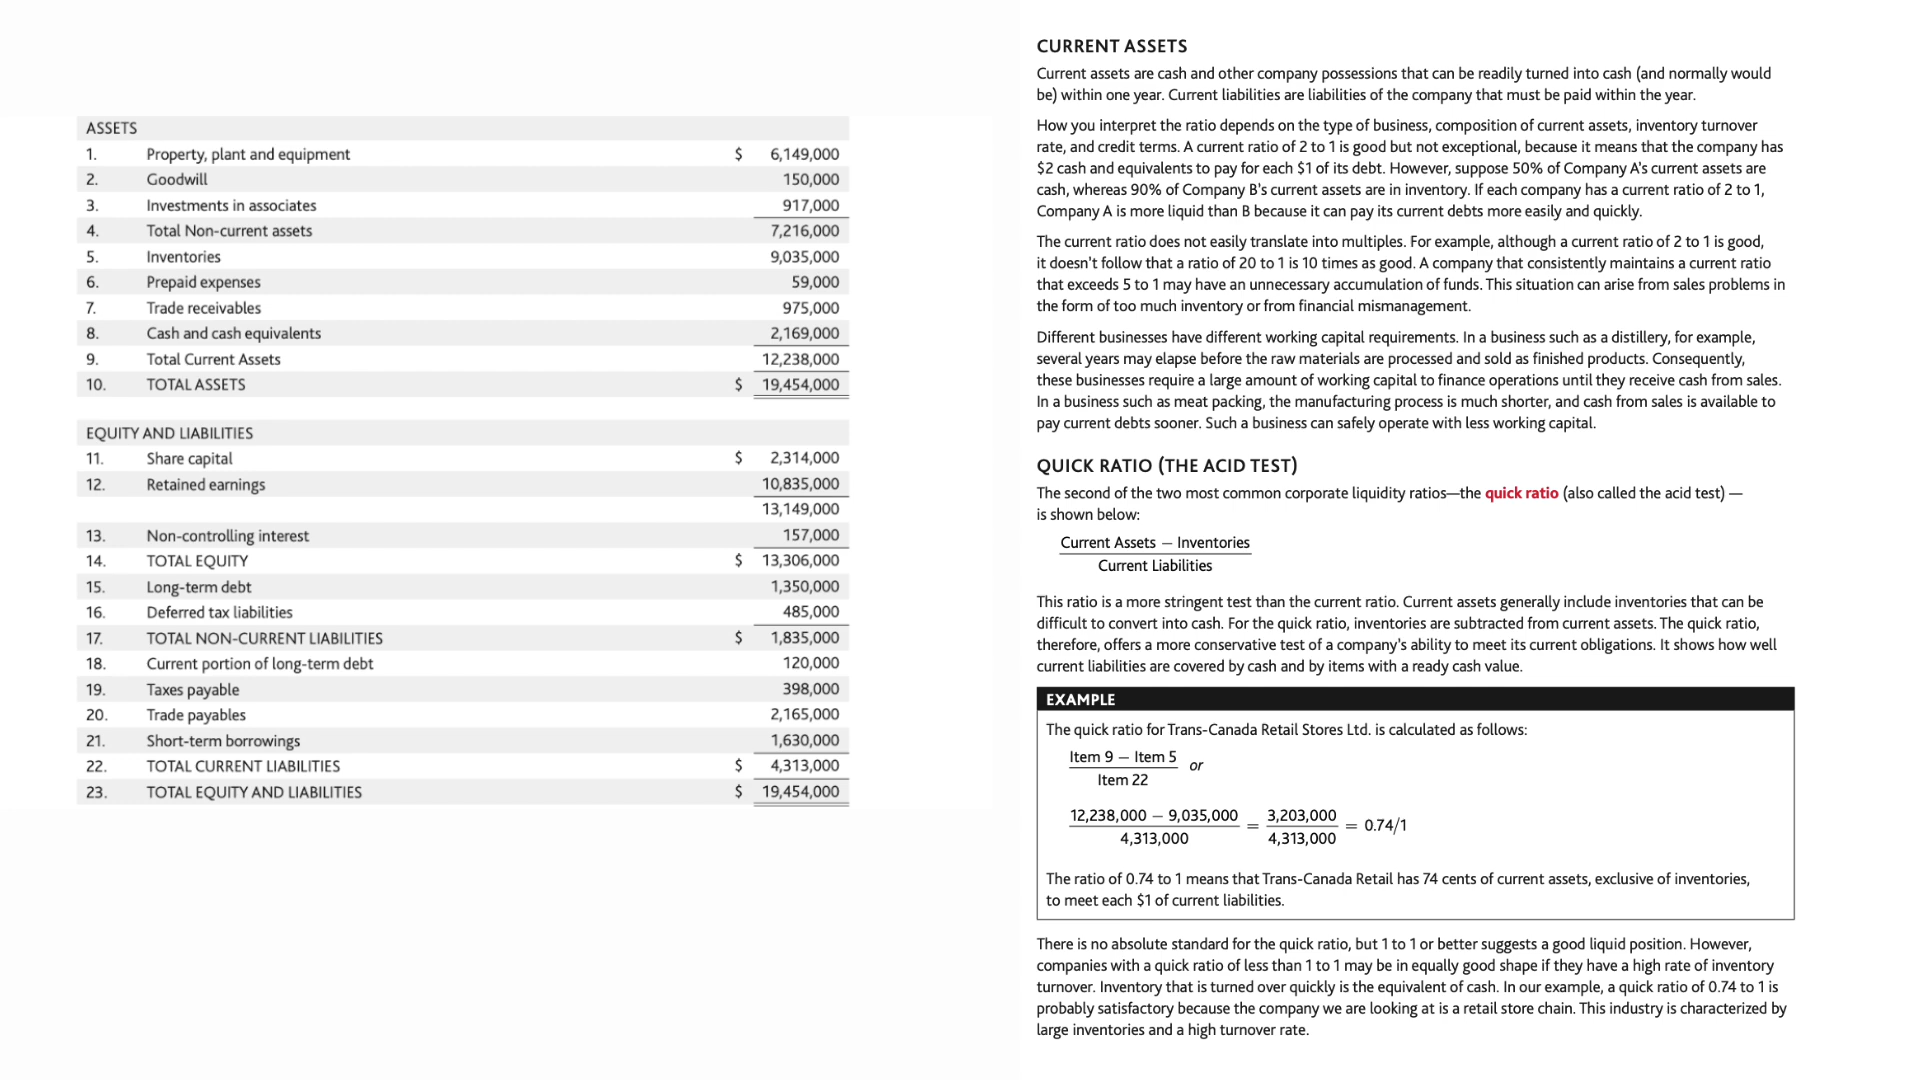 ASSETS
1. Property, plant and equipment $ 6,149,000
2. Goodwill 150,000
3. Investments in associates 917,000
4. Total Non-current assets 7,216,000
5. Inventories 9,035,000
6. Prepaid expenses 59,000
7. Trade receivables 975,000
8. Cash and cash equivalents 2,169,000
9. Total Current Assets 12,238,000
10. TOTAL ASSETS $ 19,454,000
EQUITY AND LIABILITIES
11. Share capital $ 2,314,000
12. Retained earnings 10,835,000
13,149,000
13. Non-controlling interest 157,000
14. TOTAL EQUITY $ 13,306,000
15. Long-term debt 1,350,000
16. Deferred tax liabilities 485,000
17. TOTAL NON-CURRENT LIABILITIES $ 1,835,000
18. Current portion of long-term debt 120,000
19. Taxes payable 398,000
20. Trade payables 2,165,000
21. Short-term borrowings 1,630,000
22. TOTAL CURRENT LIABILITIES $ 4,313,000
23. TOTAL EQUITY AND LIABILITIES $ 19,454,000
CURRENT ASSETS
Current assets are cash and other company possessions that can be readily turned into cash (and normally would
be) within one year. Current liabilities are liabilities of the company that must be paid within the year.
How you interpret the ratio depends on the type of business, composition of current assets, inventory turnover
rate, and credit terms. A current ratio of 2 to 1 is good but not exceptional, because it means that the company has
$2 cash and equivalents to pay for each $1 of its debt. However, suppose 50% of Company A's current assets are
cash, whereas 90% of Company B's current assets are in inventory. If each company has a current ratio of 2 to 1,
Company A is more liquid than B because it can pay its current debts more easily and quickly.
The current ratio does not easily translate into multiples. For example, although a current ratio of 2 to 1 is good,
it doesn't follow that a ratio of 20 to 1 is 10 times as good. A company that consistently maintains a current ratio
that exceeds 5 to 1 may have an unnecessary accumulation of funds. This situation can arise from sales problems in
the form of too much inventory or from financial mismanagement.
Different businesses have different working capital requirements. In a business such as a distillery, for example,
several years may elapse before the raw materials are processed and sold as finished products. Consequently,
these businesses require a large amount of working capital to finance operations until they receive cash from sales.
In a business such as meat packing, the manufacturing process is much shorter, and cash from sales is available to
pay current debts sooner. Such a business can safely operate with less working capital.
QUICK RATIO (THE ACID TEST)
The second of the two most common corporate liquidity ratios—the quick ratio (also called the acid test) —
is shown below:
Current Assets – Inventories
Current Liabilities
This ratio is a more stringent test than the current ratio. Current assets generally include inventories that can be
difficult to convert into cash. For the quick ratio, inventories are subtracted from current assets. The quick ratio,
therefore, offers a more conservative test of a company's ability to meet its current obligations. It shows how well
current liabilities are covered by cash and by items with a ready cash value.
EXAMPLE
The quick ratio for Trans-Canada Retail Stores Ltd. is calculated as follows:
Item 9 – Item 5 or
Item 22
12,238,000 – 9,035,000 = 3,203,000 = 0.74/1
4,313,000 4,313,000
The ratio of 0.74 to 1 means that Trans-Canada Retail has 74 cents of current assets, exclusive of inventories,
to meet each $1 of current liabilities.
There is no absolute standard for the quick ratio, but 1 to 1 or better suggests a good liquid position. However,
companies with a quick ratio of less than 1 to 1 may be in equally good shape if they have a high rate of inventory
turnover. Inventory that is turned over quickly is the equivalent of cash. In our example, a quick ratio of 0.74 to 1 is
probably satisfactory because the company we are looking at is a retail store chain. This industry is characterized by
large inventories and a high turnover rate.